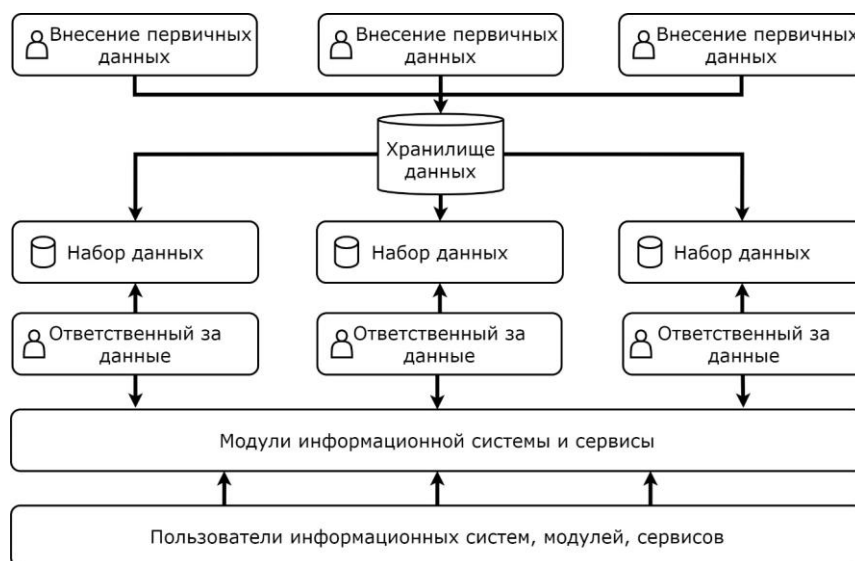 Внесение первичных
данных
Внесение первичных
данных
Внесение первичных
данных
Хранилище
данных
Набор данных
Набор данных
Набор данных
Ответственный за
данные
Ответственный за
данные
Ответственный за
данные
Модули информационной системы и сервисы
Пользователи информационных систем, модулей, сервисов